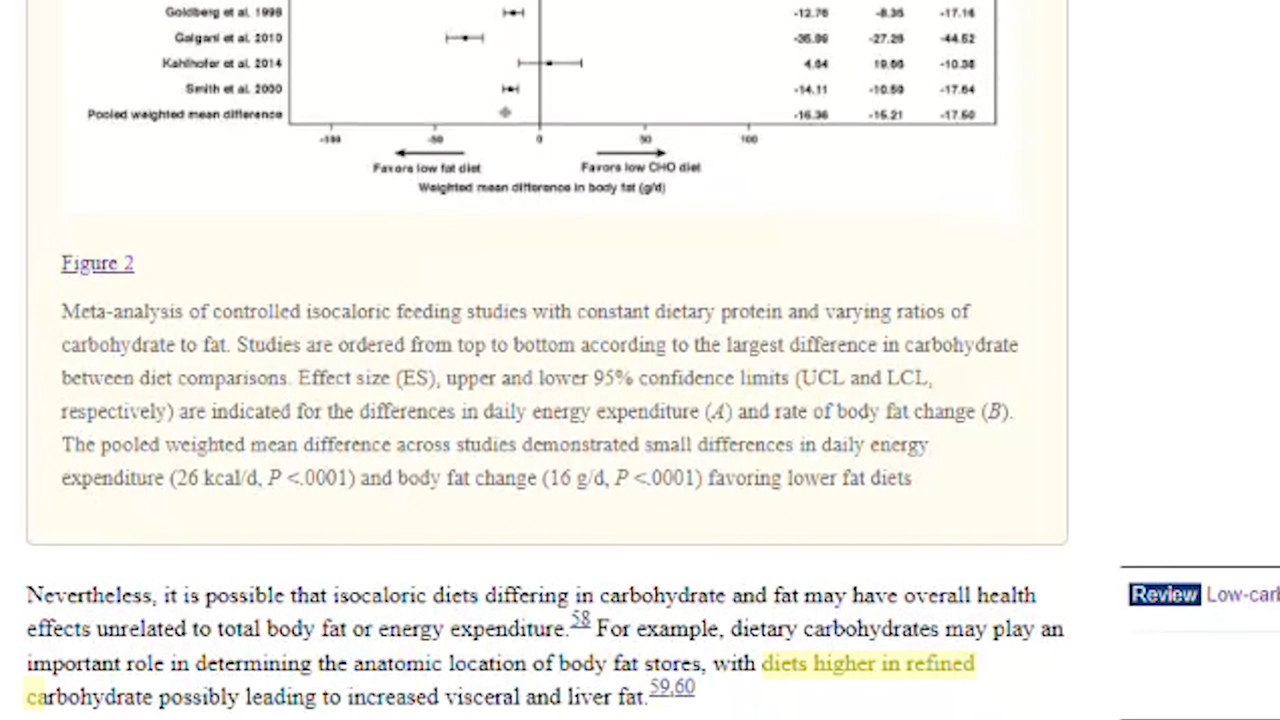 Goldberg et al. 1998 -12.76 -8.35 -17.16
Galgani et al. 2010 -27.26 -44.62
Kahlhofer et al. 2014 4.64 -10.38
Smith et al. 2000 -14.11 -10.59 -17.64
Pooled weighted mean difference -16.36 -15.21 -17.50
-100 -50 0 50 100
Favors low fat diet Favors low CHO diet
Weighted mean difference in body fat (g/d)
Figure 2
Meta-analysis of controlled isocaloric feeding studies with constant dietary protein and varying ratios of
carbohydrate to fat. Studies are ordered from top to bottom according to the largest difference in carbohydrate
between diet comparisons. Effect size (ES), upper and lower 95% confidence limits (UCL and LCL,
respectively) are indicated for the differences in daily energy expenditure (A) and rate of body fat change (B).
The pooled weighted mean difference across studies demonstrated small differences in daily energy
expenditure (26 kcal/d, P <.0001) and body fat change (16 g/d, P <.0001) favoring lower fat diets
Nevertheless, it is possible that isocaloric diets differing in carbohydrate and fat may have overall health
effects unrelated to total body fat or energy expenditure.58 For example, dietary carbohydrates may play an
important role in determining the anatomic location of body fat stores, with diets higher in refined
carbohydrate possibly leading to increased visceral and liver fat.59,60
Review Low-carb